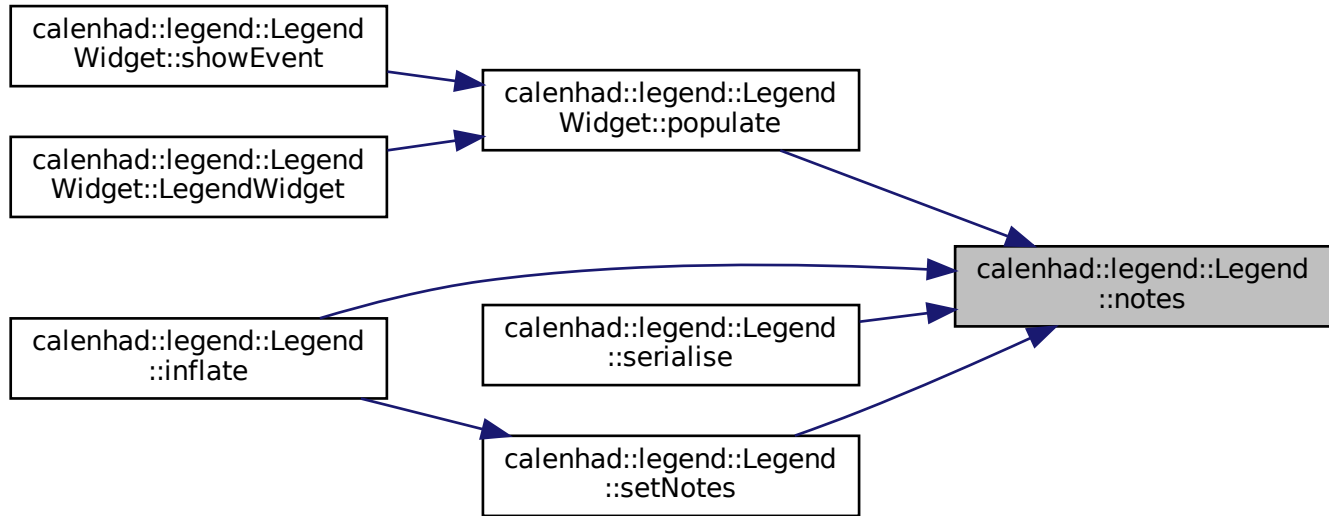 calenhad::legend::Legend
Widget::showEvent
calenhad::legend::Legend
Widget::populate
calenhad::legend::Legend
Widget::LegendWidget
calenhad::legend::Legend
::notes
calenhad::legend::Legend
::inflate
calenhad::legend::Legend
::serialise
calenhad::legend::Legend
::setNotes